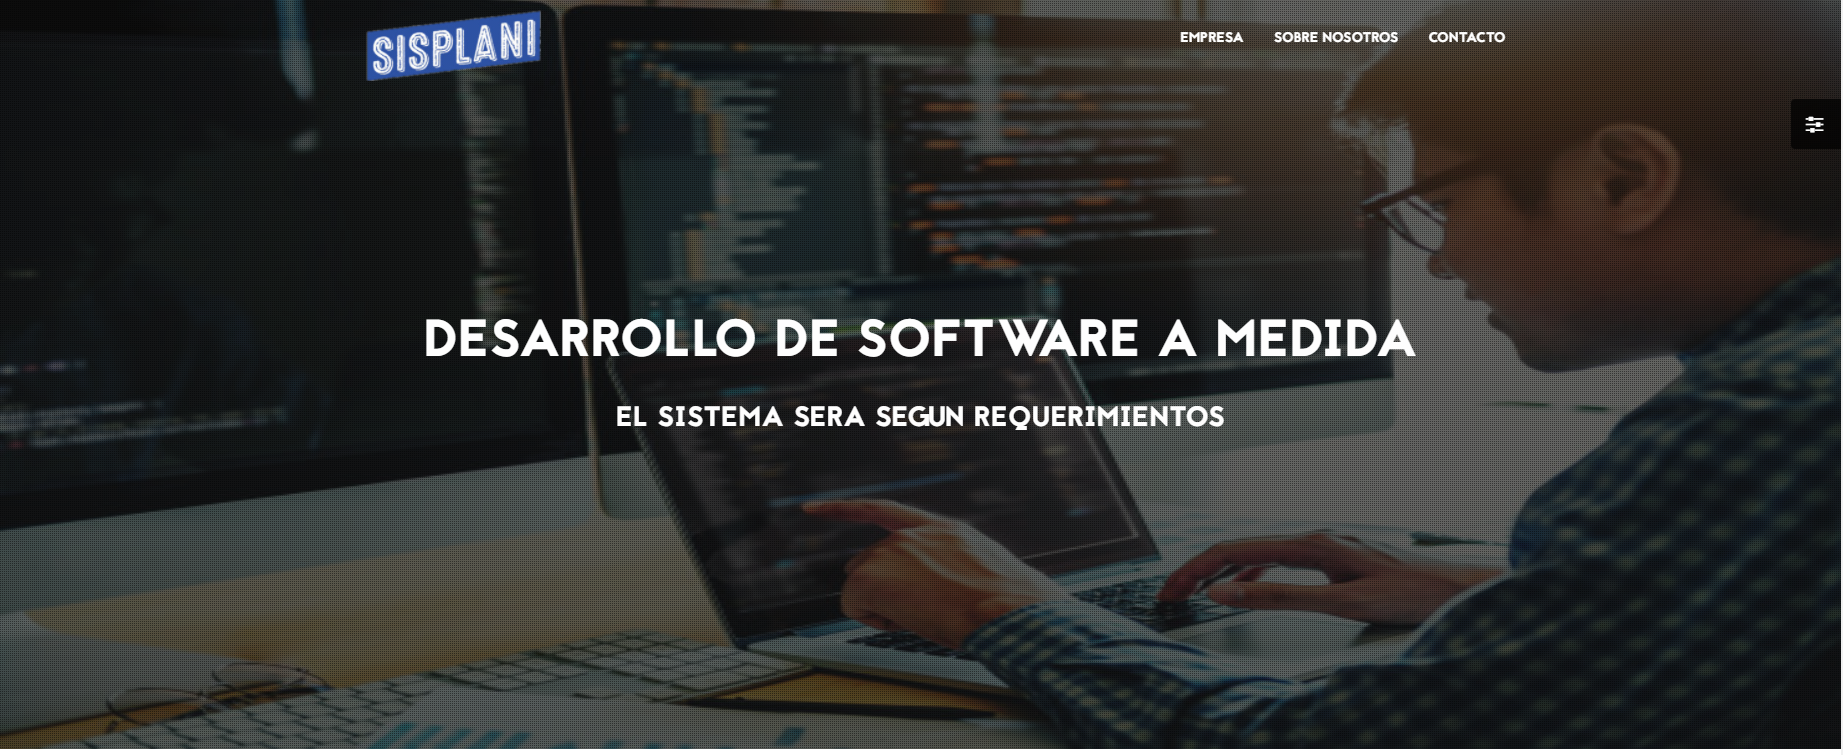 SISPLANI
EMPRESA SOBRE NOSOTROS CONTACTO
DESARROLLO DE SOFTWARE A MEDIDA
EL SISTEMA SERA SEGUN REQUERIMIENTOS